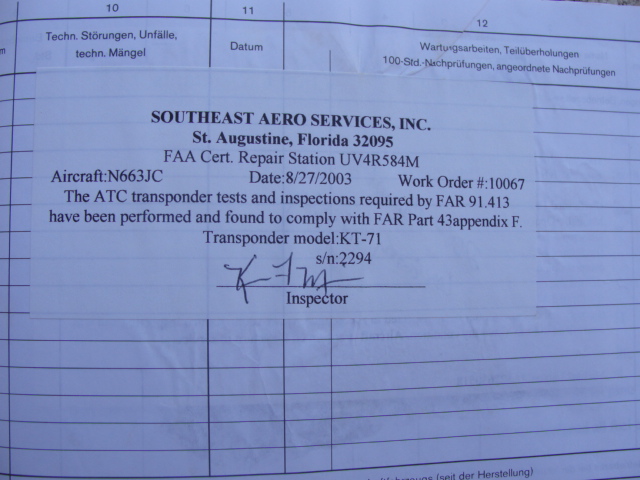 10
11
12
Techn. Störungen, Unfälle,
techn. Mängel
Datum
Wartungsarbeiten, Teilüberholungen
100-Std.-Nachprüfungen, angeordnete Nachprüfungen
SOUTHEAST AERO SERVICES, INC.
St. Augustine, Florida 32095
FAA Cert. Repair Station UV4R584M
Aircraft:N663JC Date:8/27/2003 Work Order #:10067
The ATC transponder tests and inspections required by FAR 91.413
have been performed and found to comply with FAR Part 43appendix F.
Transponder model:KT-71
s/n:2294
Inspector
(seit der Herstellung)